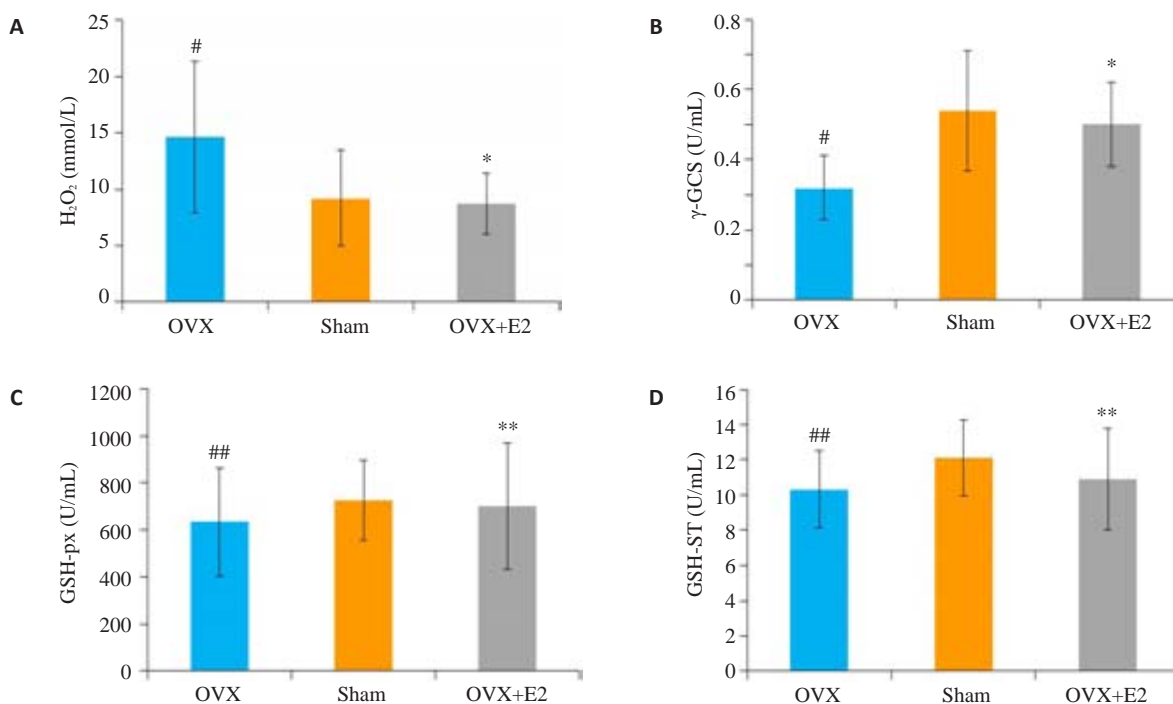 A
H₂O₂ (mmol/L)
25
20
15
10
5
0
#
*
OVX Sham OVX+E2
B
γ-GCS (U/mL)
0.8
0.6
0.4
0.2
0
#
*
OVX Sham OVX+E2
C
GSH-px (U/mL)
1200
1000
800
600
400
200
0
##
**
OVX Sham OVX+E2
D
GSH-ST (U/mL)
16
14
12
10
8
6
4
2
0
##
**
OVX Sham OVX+E2